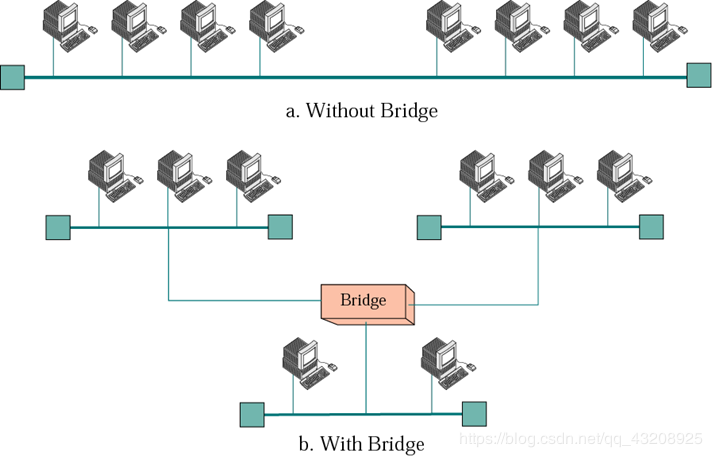 a. Without Bridge
Bridge
b. With Bridge
https://blog.csdn.net/qq_43208925